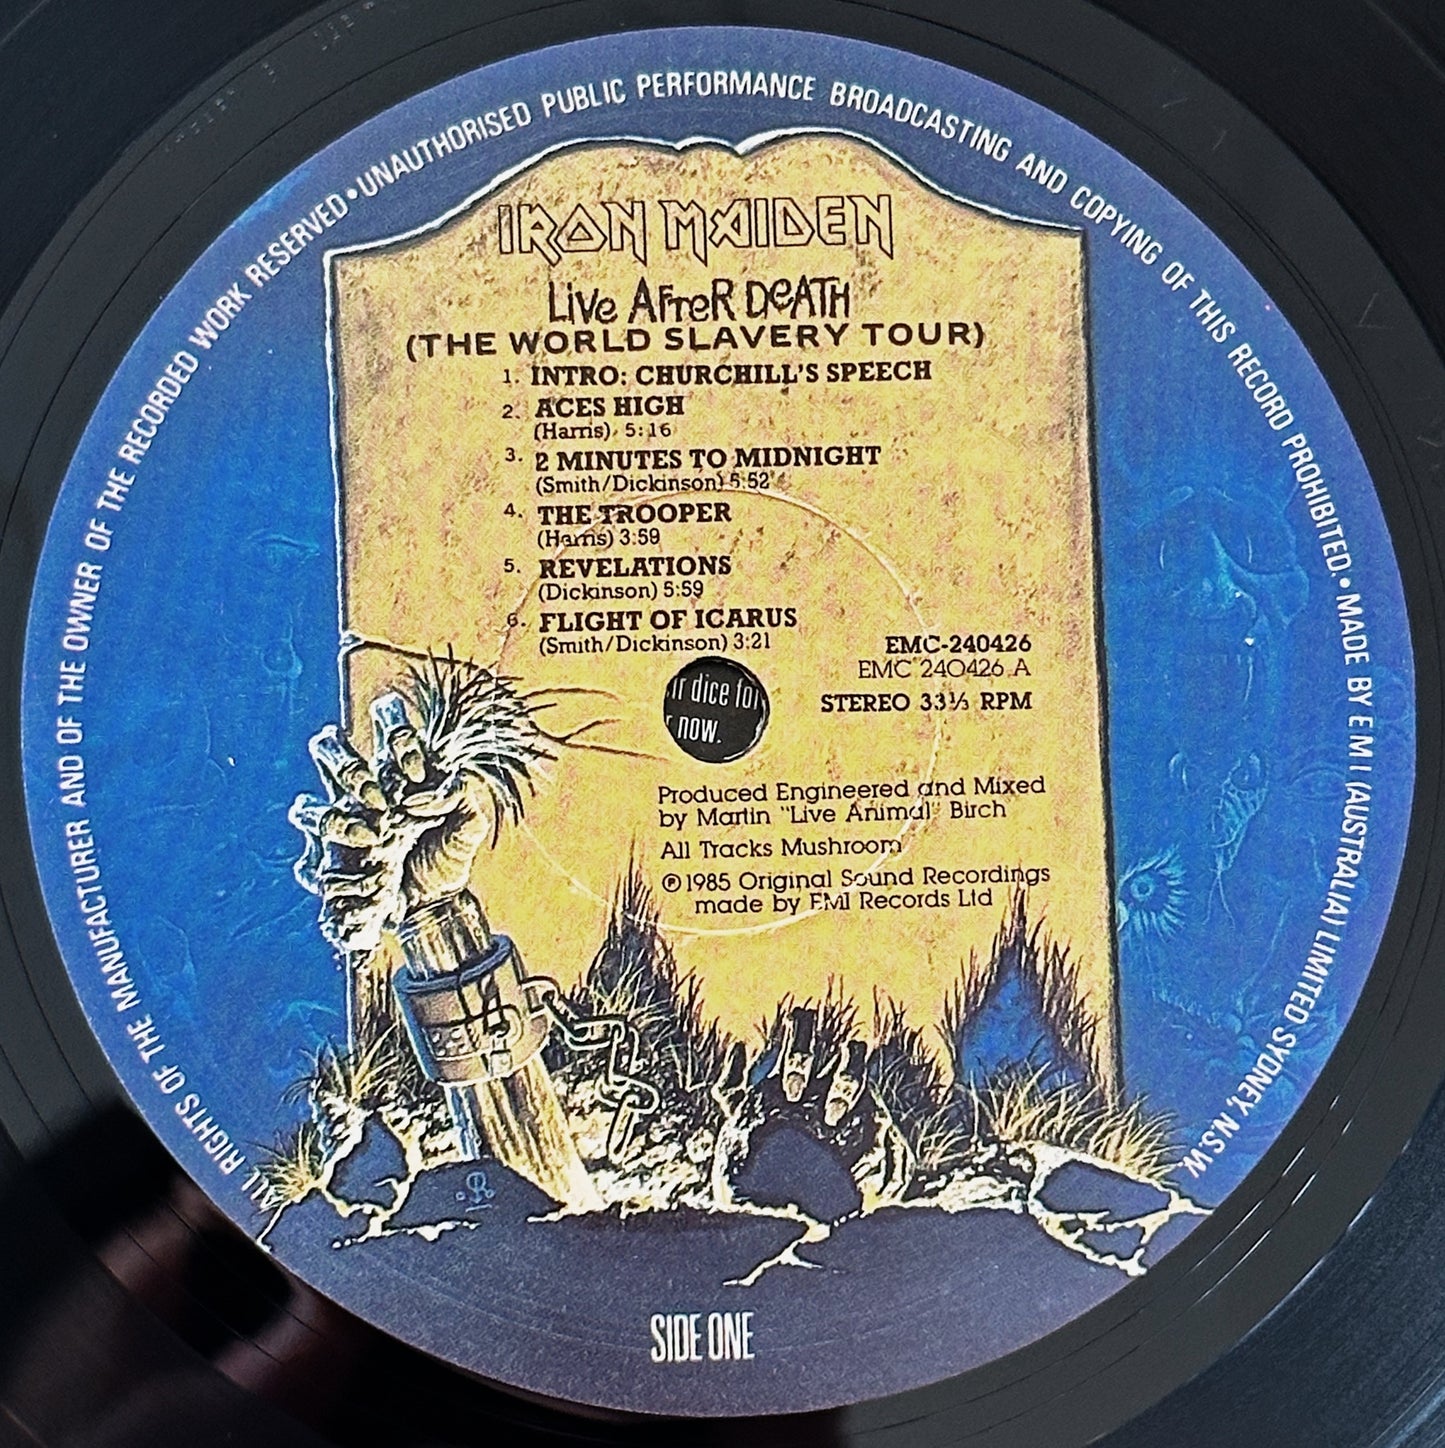 ALL RIGHTS OF THE MANUFACTURER AND OF THE OWNER OF THE RECORDED WORK RESERVED • UNAUTHORISED PUBLIC PERFORMANCE BROADCASTING AND COPYING OF THIS RECORD PROHIBITED. • MADE BY E M I (AUSTRALIA) LIMITED SYDNEY, N.S.W.
IRON MAIDEN
Live After Death
(THE WORLD SLAVERY TOUR)
1. INTRO: CHURCHILL'S SPEECH
2. ACES HIGH
(Harris) 5:16
3. 2 MINUTES TO MIDNIGHT
(Smith/Dickinson) 5:52
4. THE TROOPER
(Harris) 3:59
5. REVELATIONS
(Dickinson) 5:59
6. FLIGHT OF ICARUS
(Smith/Dickinson) 3:21
EMC-240426
EMC 240426 A
STEREO 33⅓ RPM
dice for
now.
Produced Engineered and Mixed
by Martin "Live Animal" Birch
All Tracks Mushroom
℗ 1985 Original Sound Recordings
made by EMI Records Ltd
SIDE ONE